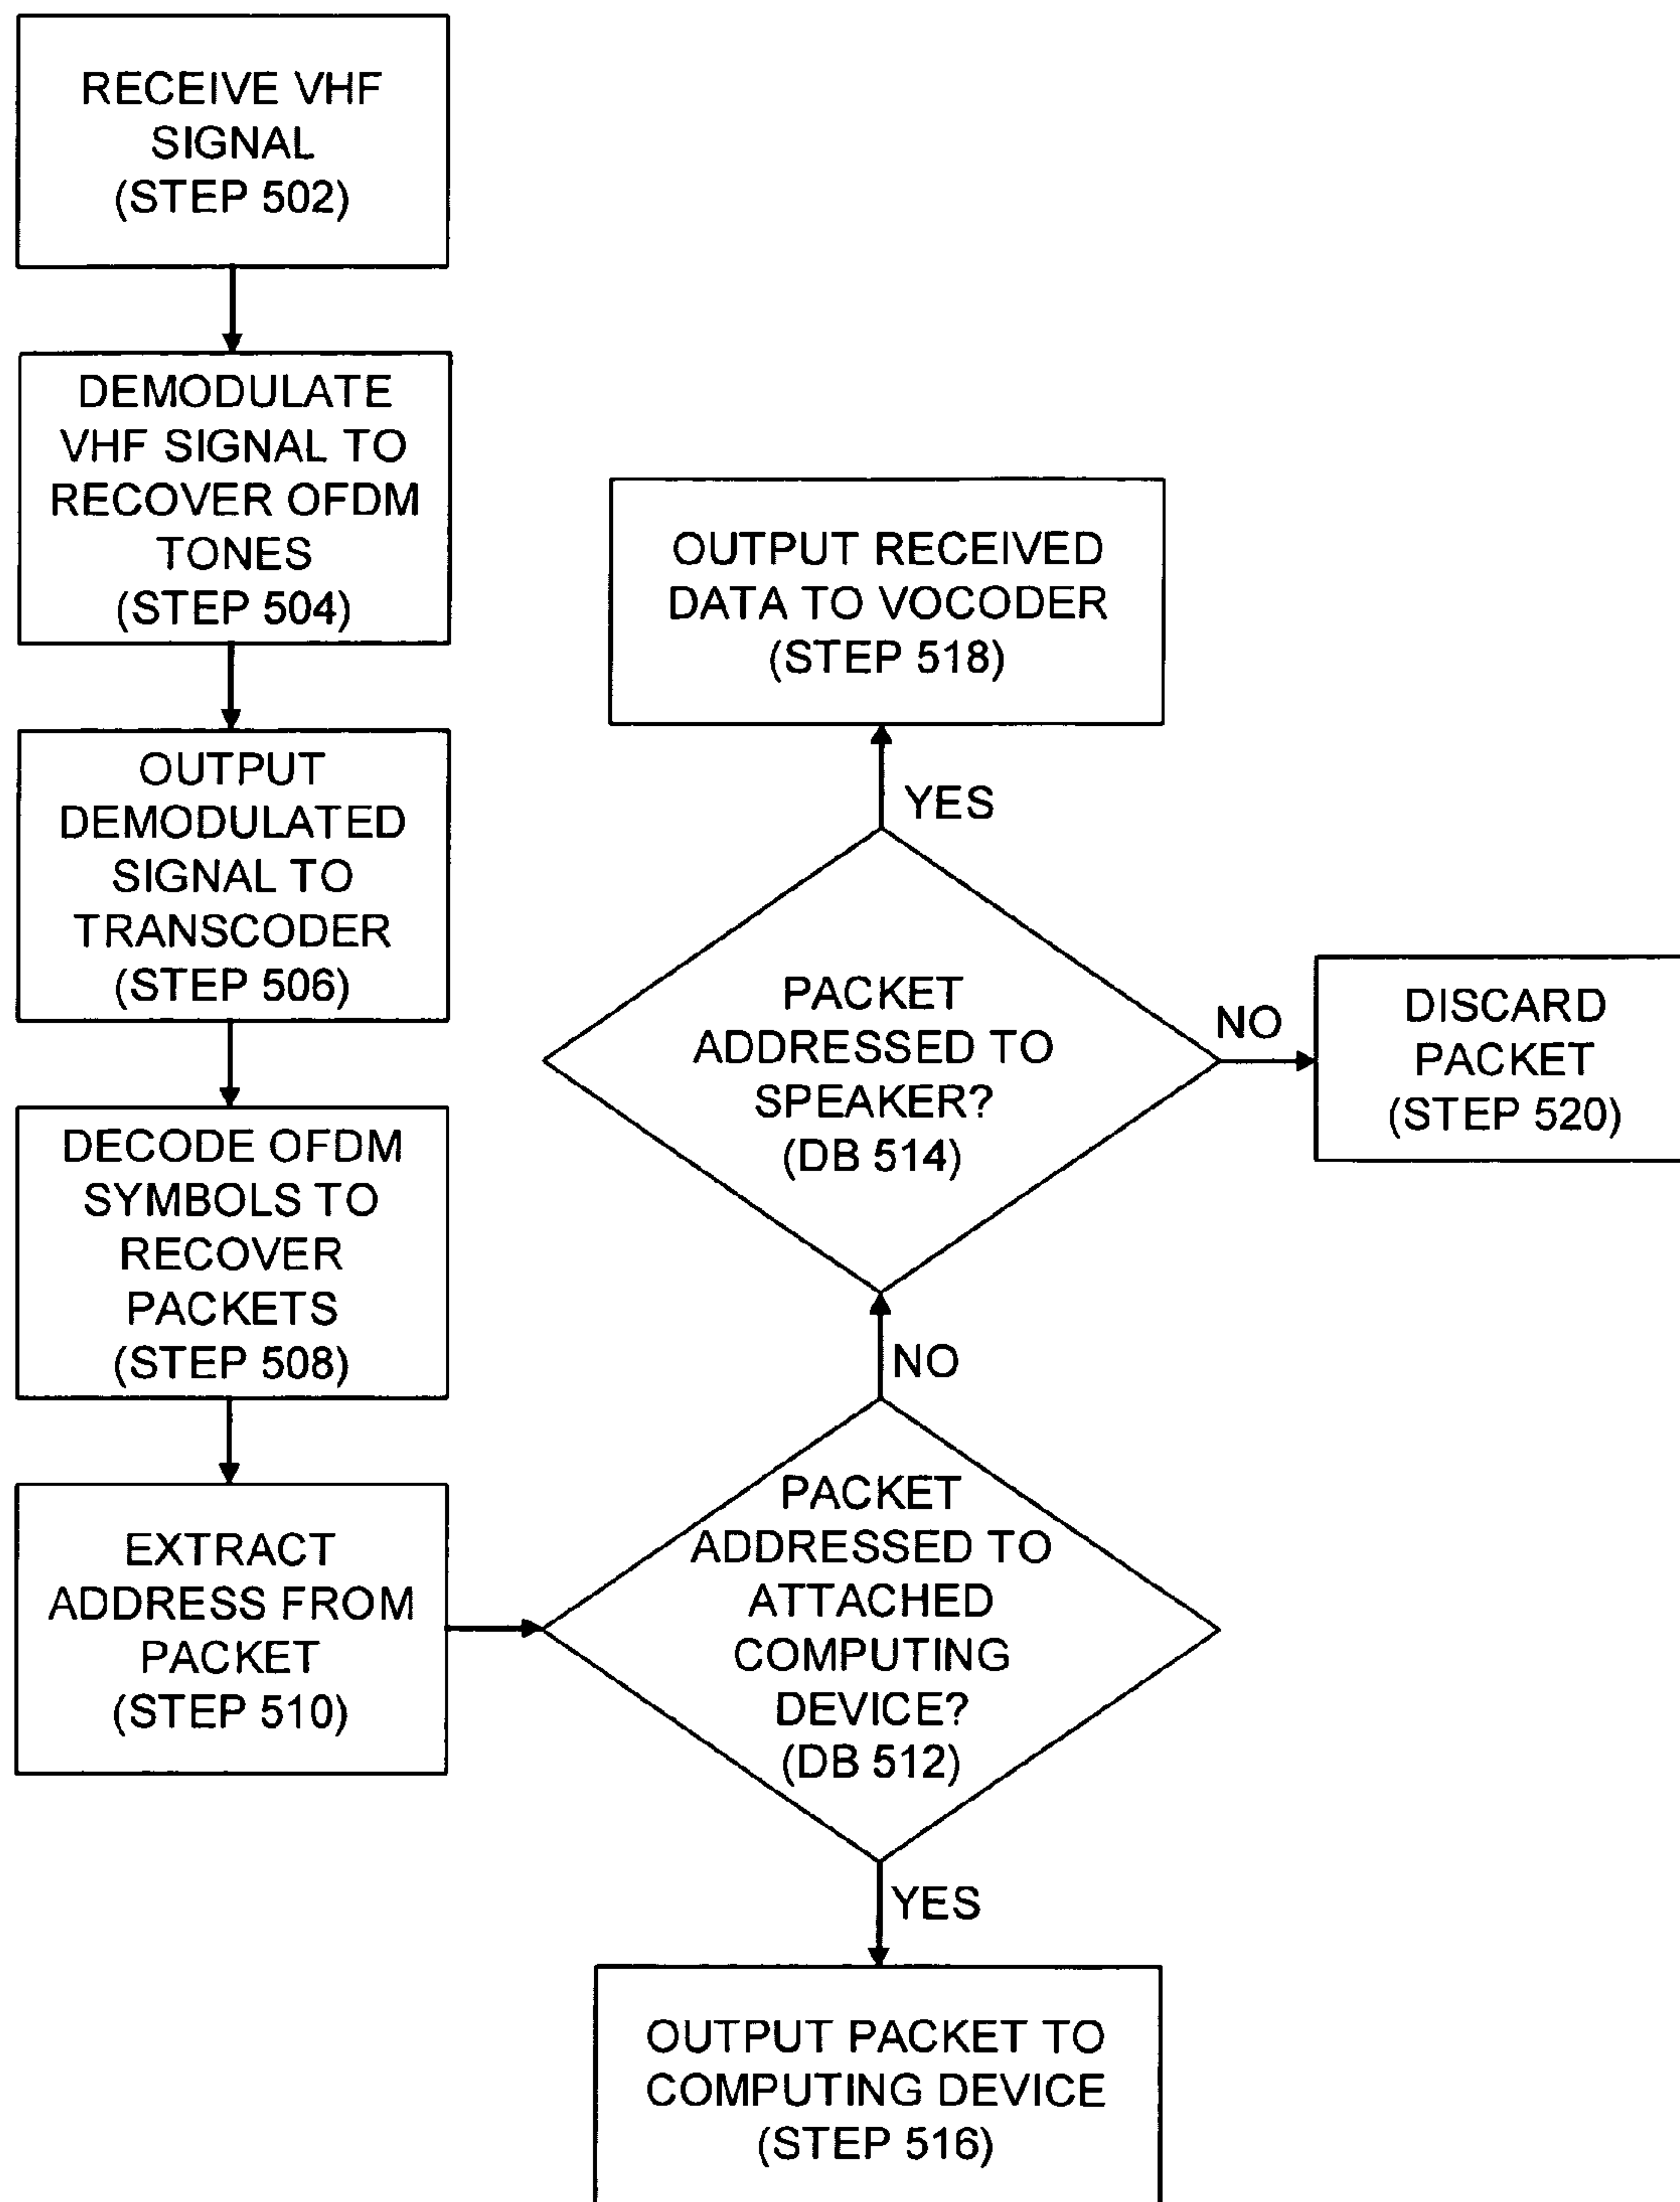 RECEIVE VHF
SIGNAL
(STEP 502)
DEMODULATE
VHF SIGNAL TO
RECOVER OFDM
TONES
(STEP 504)
OUTPUT
DEMODULATED
SIGNAL TO
TRANSCODER
(STEP 506)
DECODE OFDM
SYMBOLS TO
RECOVER
PACKETS
(STEP 508)
EXTRACT
ADDRESS FROM
PACKET
(STEP 510)
PACKET
ADDRESSED TO
ATTACHED
COMPUTING
DEVICE?
(DB 512)
YES
OUTPUT PACKET TO
COMPUTING DEVICE
(STEP 516)
NO
PACKET
ADDRESSED TO
SPEAKER?
(DB 514)
YES
OUTPUT RECEIVED
DATA TO VOCODER
(STEP 518)
NO
DISCARD
PACKET
(STEP 520)